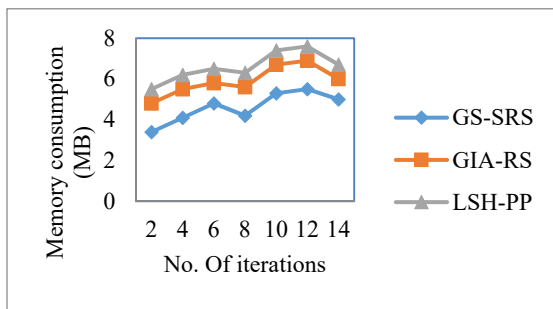 Memory consumption
(MB)
8
6
4
2
0
2 4 6 8 10 12 14
No. Of iterations
GS-SRS
GIA-RS
LSH-PP